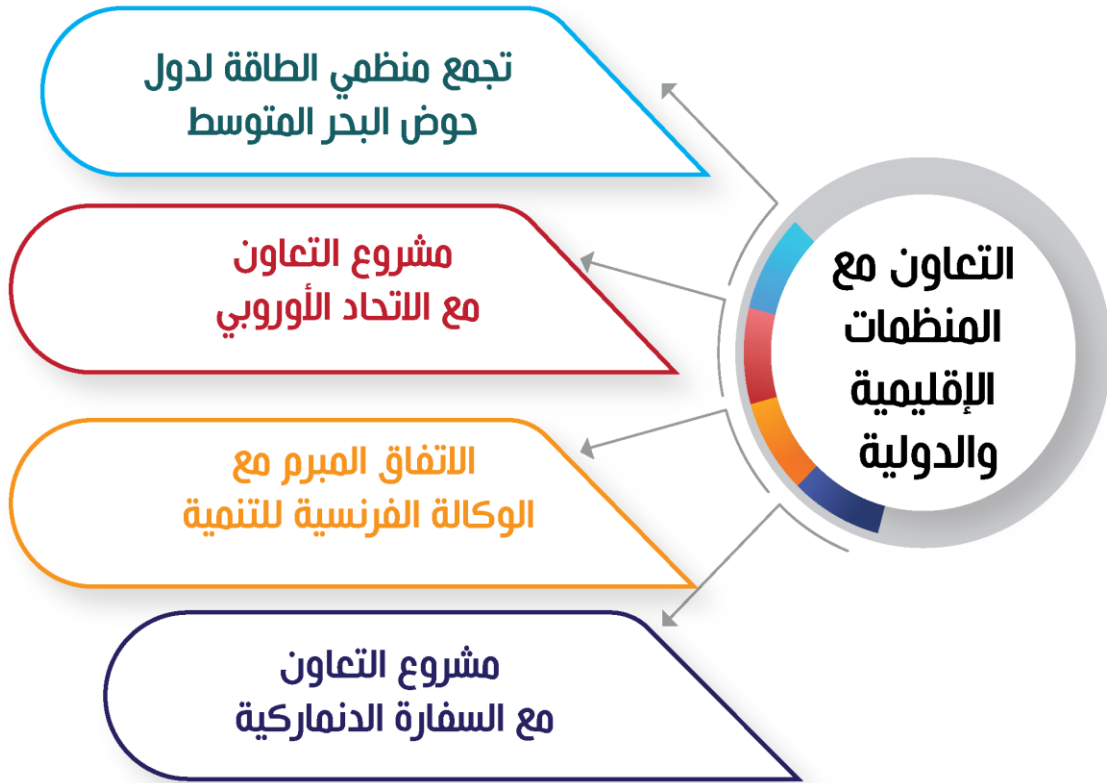 التعاون مع
المنظمات
الإقليمية
والدولية
تجمع منظمي الطاقة لدول
حوض البحر المتوسط
مشروع التعاون
مع الاتحاد الأوروبي
الاتفاق المبرم مع
الوكالة الفرنسية للتنمية
مشروع التعاون
مع السفارة الدنماركية